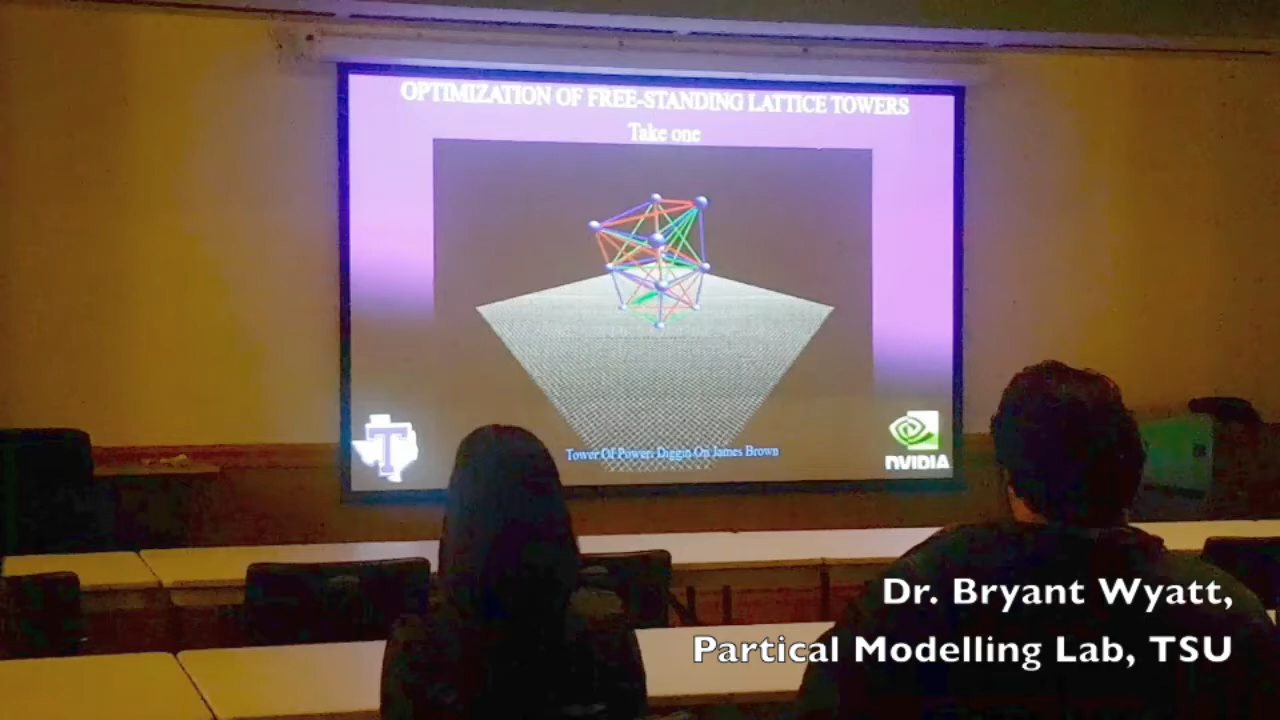 OPTIMIZATION OF FREE-STANDING LATTICE TOWERS
Take one
Tower Of Power: Diggin On James Brown
T
NVIDIA
Dr. Bryant Wyatt,
Partical Modelling Lab, TSU